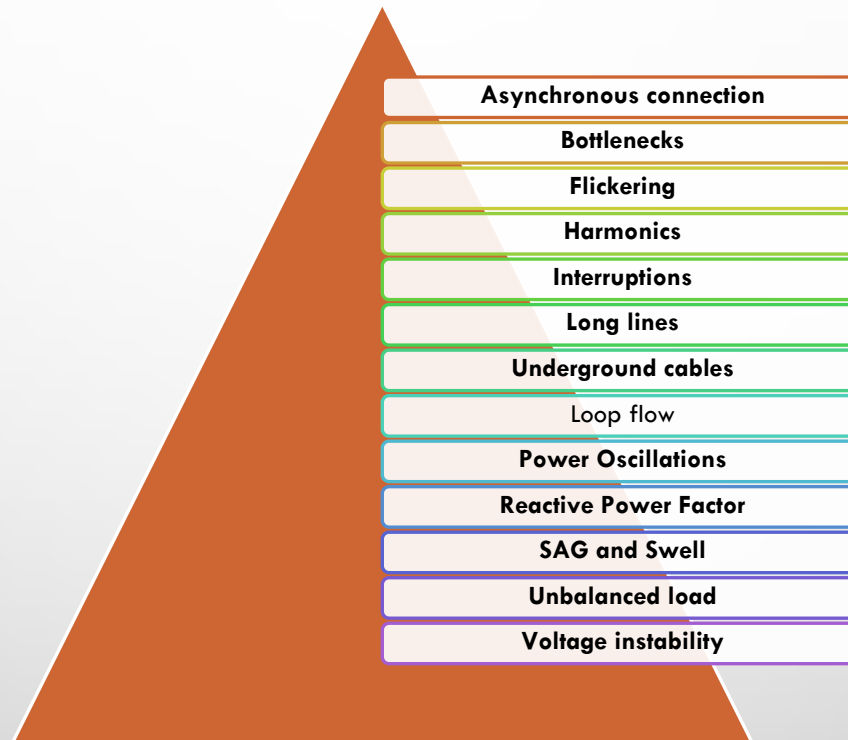 Asynchronous connection
Bottlenecks
Flickering
Harmonics
Interruptions
Long lines
Underground cables
Loop flow
Power Oscillations
Reactive Power Factor
SAG and Swell
Unbalanced load
Voltage instability